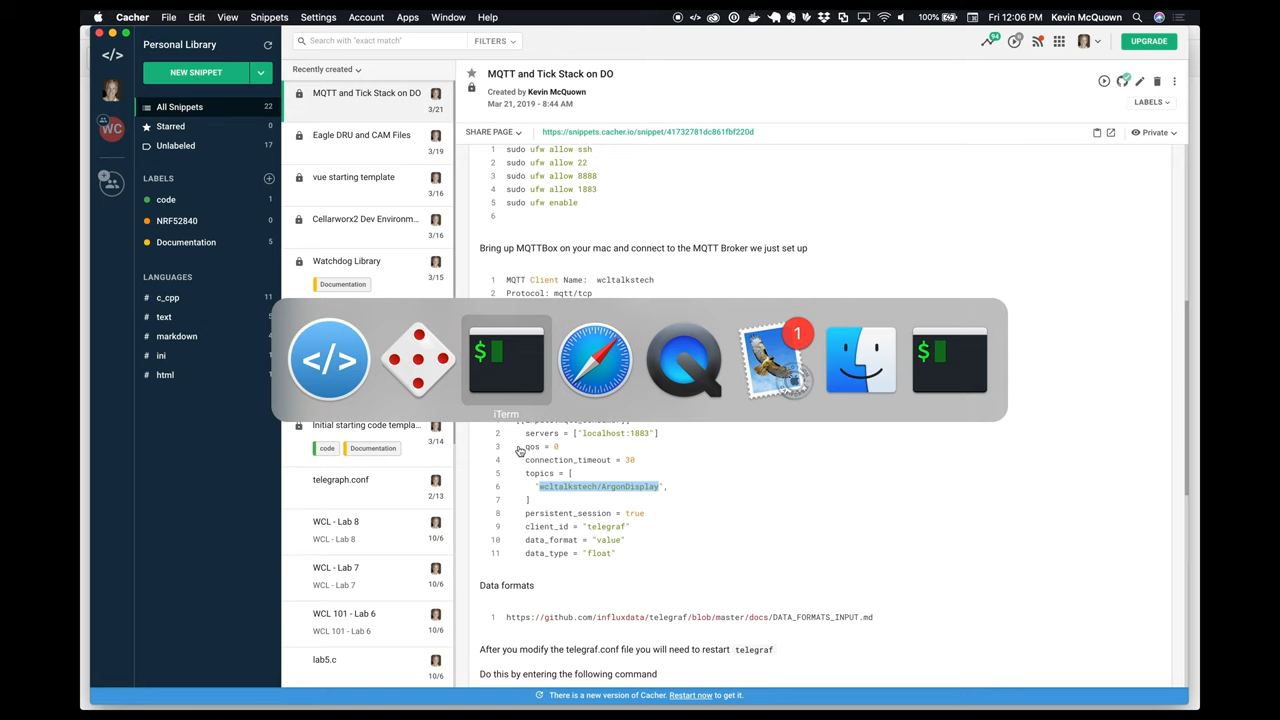 Cacher File Edit View Snippets Settings Account Apps Window Help 100% Fri 12:06 PM Kevin McQuown
Personal Library
NEW SNIPPET
All Snippets 22
Starred 0
Unlabeled 17
LABELS
code 1
NRF52840 0
Documentation 5
LANGUAGES
# c_cpp 11
# text 5
# markdown
# ini
# html
WC
Search with "exact match" FILTERS
Recently created
MQTT and Tick Stack on DO
3/21
Eagle DRU and CAM Files
3/19
vue starting template
3/16
Cellarworx2 Dev Environm...
3/16
Watchdog Library
3/15
Documentation
Initial starting code templa...
3/14
code Documentation
telegraph.conf
2/13
WCL - Lab 8
WCL - Lab 8 10/6
WCL - Lab 7
WCL - Lab 7 10/6
WCL 101 - Lab 6
WCL 101 - Lab 6 10/6
lab5.c
10/6
94
UPGRADE
MQTT and Tick Stack on DO
Created by Kevin McQuown
Mar 21, 2019 - 8:44 AM
LABELS
SHARE PAGE https://snippets.cacher.io/snippet/41732781dc861fbf220d Private
1 sudo ufw allow ssh
2 sudo ufw allow 22
3 sudo ufw allow 8888
4 sudo ufw allow 1883
5 sudo ufw enable
6
Bring up MQTTBox on your mac and connect to the MQTT Broker we just set up
1 MQTT Client Name: wcltalkstech
2 Protocol: mqtt/tcp
</>
$
1
$
iTerm
2 servers = ["localhost:1883"]
3 qos = 0
4 connection_timeout = 30
5 topics = [
6 "wcltalkstech/ArgonDisplay",
7 ]
8 persistent_session = true
9 client_id = "telegraf"
10 data_format = "value"
11 data_type = "float"
Data formats
1 https://github.com/influxdata/telegraf/blob/master/docs/DATA_FORMATS_INPUT.md
After you modify the telegraf.conf file you will need to restart telegraf
Do this by entering the following command
There is a new version of Cacher. Restart now to get it.